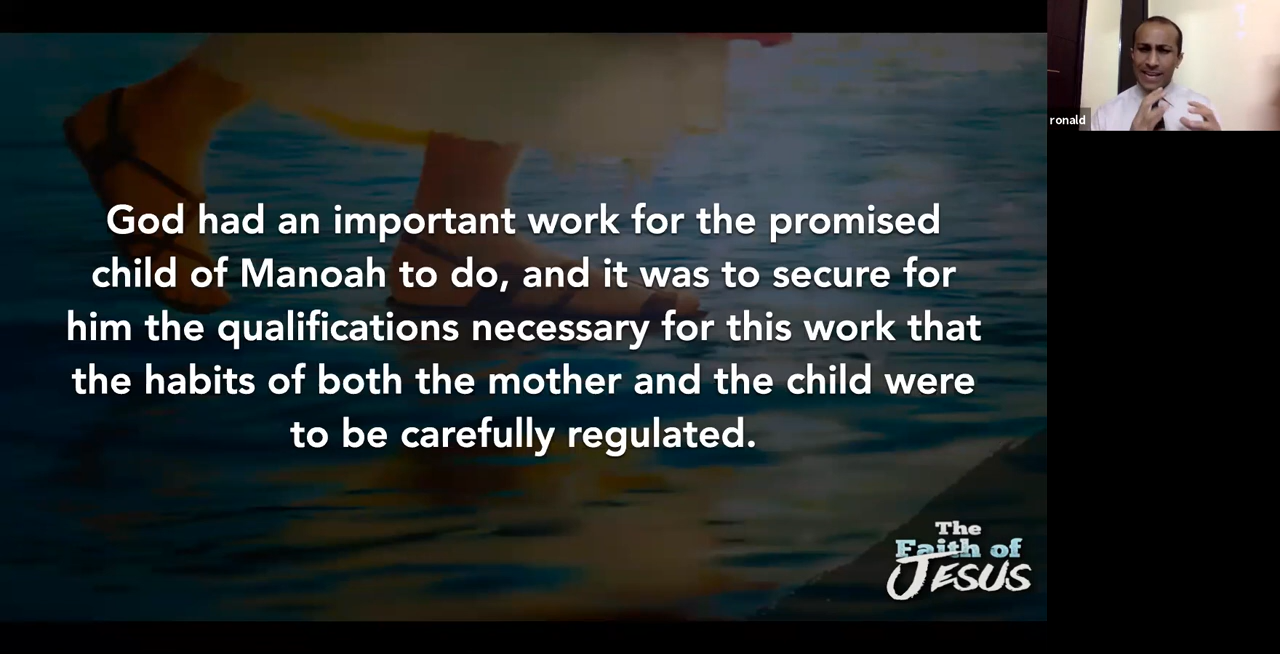 God had an important work for the promised
child of Manoah to do, and it was to secure for
him the qualifications necessary for this work that
the habits of both the mother and the child were
to be carefully regulated.
The
Faith of
JESUS
ronald